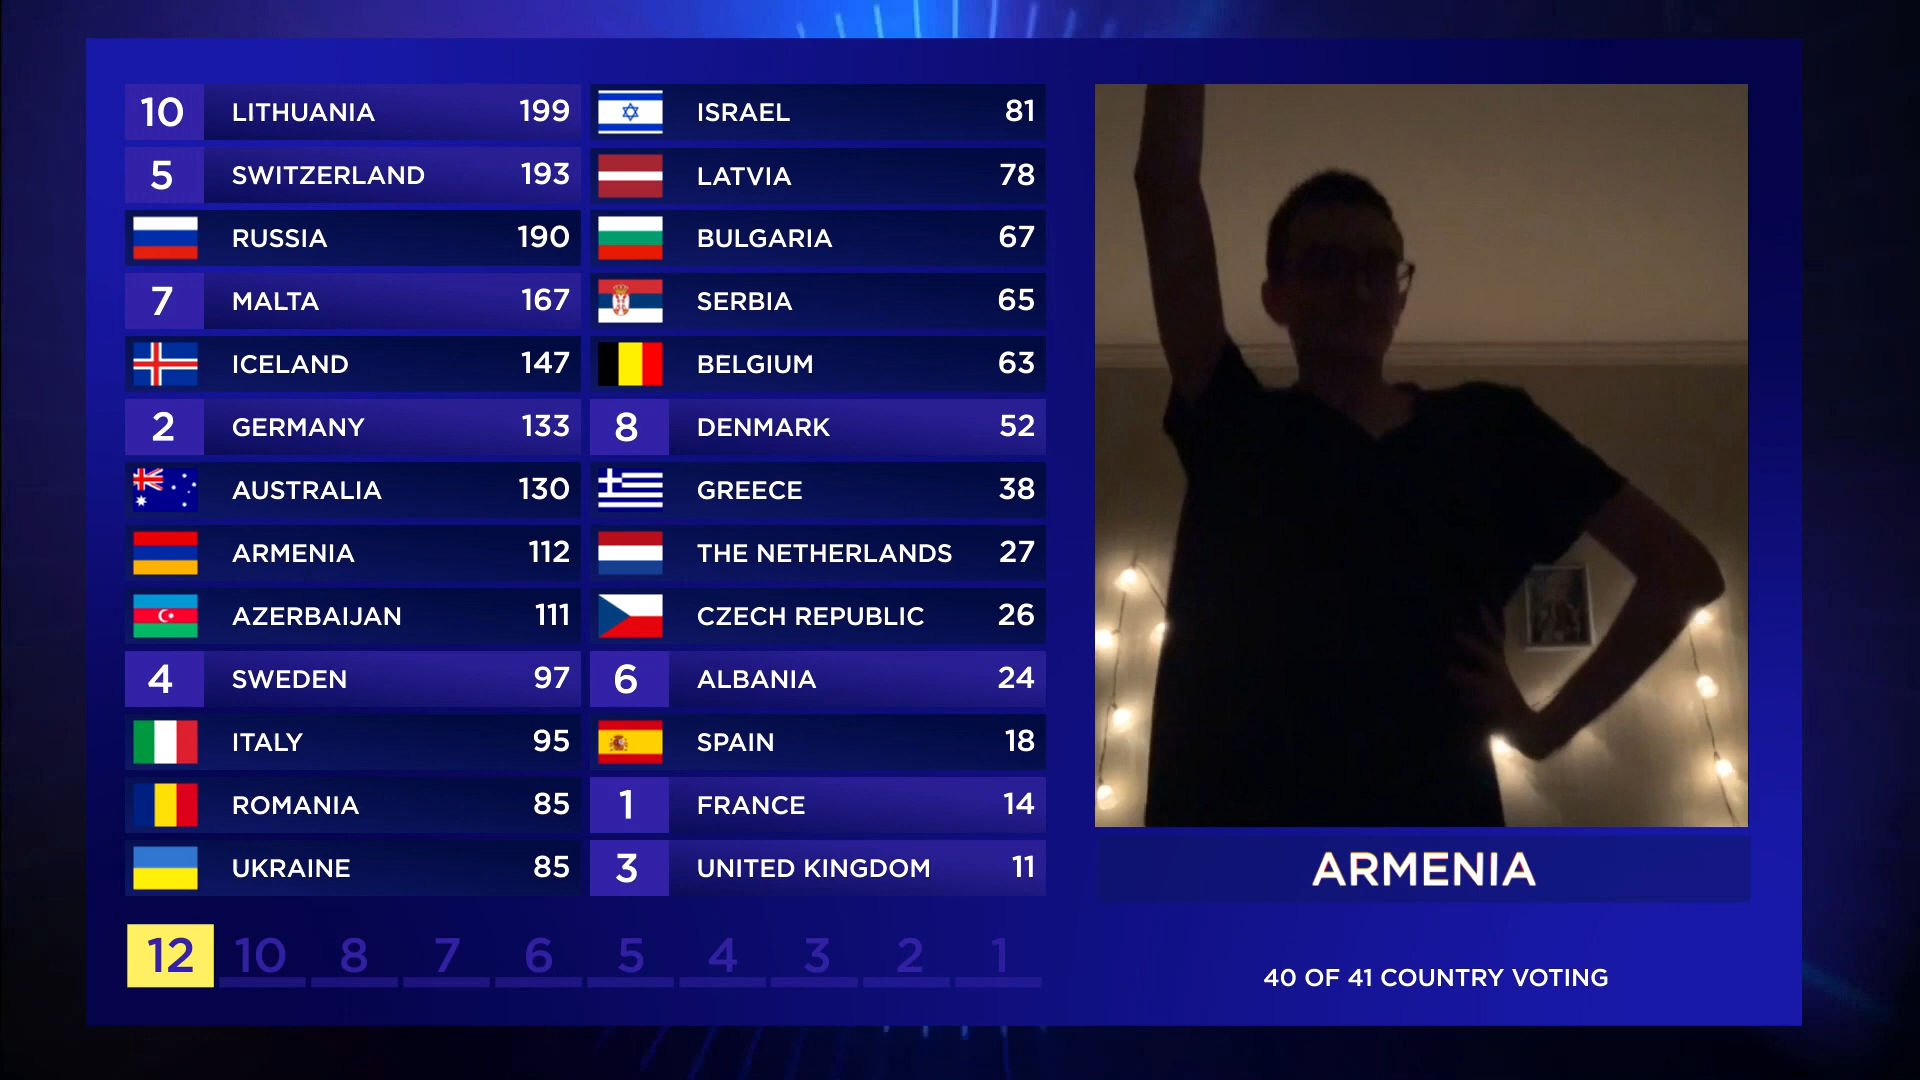 10 LITHUANIA 199
5 SWITZERLAND 193
RUSSIA 190
7 MALTA 167
ICELAND 147
2 GERMANY 133
AUSTRALIA 130
ARMENIA 112
AZERBAIJAN 111
4 SWEDEN 97
ITALY 95
ROMANIA 85
UKRAINE 85
ISRAEL 81
LATVIA 78
BULGARIA 67
SERBIA 65
BELGIUM 63
8 DENMARK 52
GREECE 38
THE NETHERLANDS 27
CZECH REPUBLIC 26
6 ALBANIA 24
SPAIN 18
1 FRANCE 14
3 UNITED KINGDOM 11
12 10 8 7 6 5 4 3 2 1
ARMENIA
40 OF 41 COUNTRY VOTING